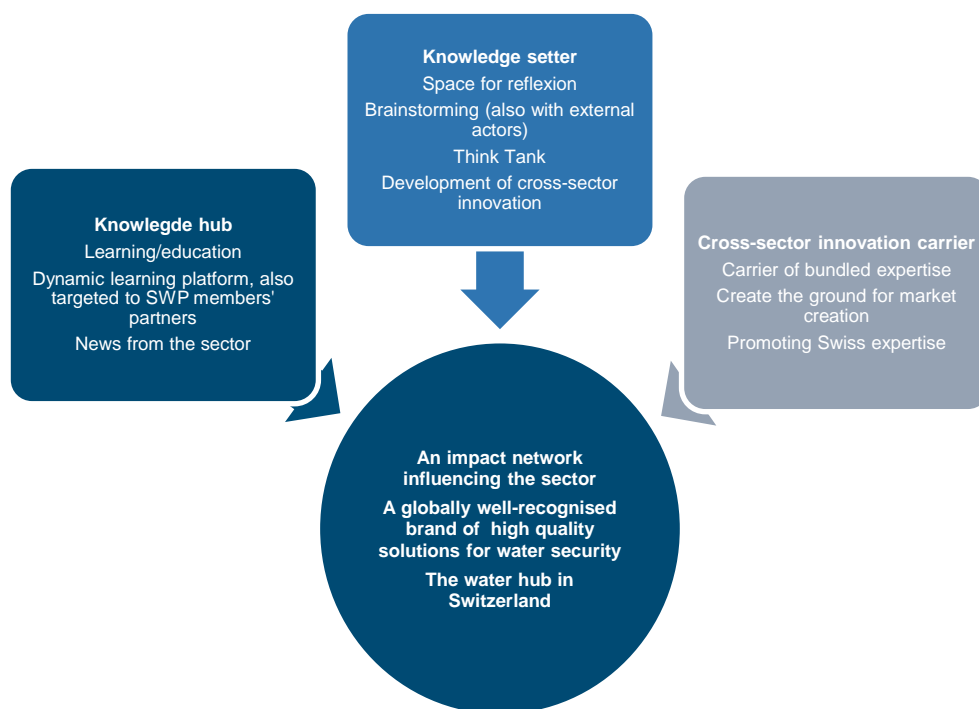 Knowledge setter
Space for reflexion
Brainstorming (also with external
actors)
Think Tank
Development of cross-sector
innovation
Knowlegde hub
Learning/education
Dynamic learning platform, also
targeted to SWP members'
partners
News from the sector
Cross-sector innovation carrier
Carrier of bundled expertise
Create the ground for market
creation
Promoting Swiss expertise
An impact network
influencing the sector
A globally well-recognised
brand of high quality
solutions for water security
The water hub in
Switzerland